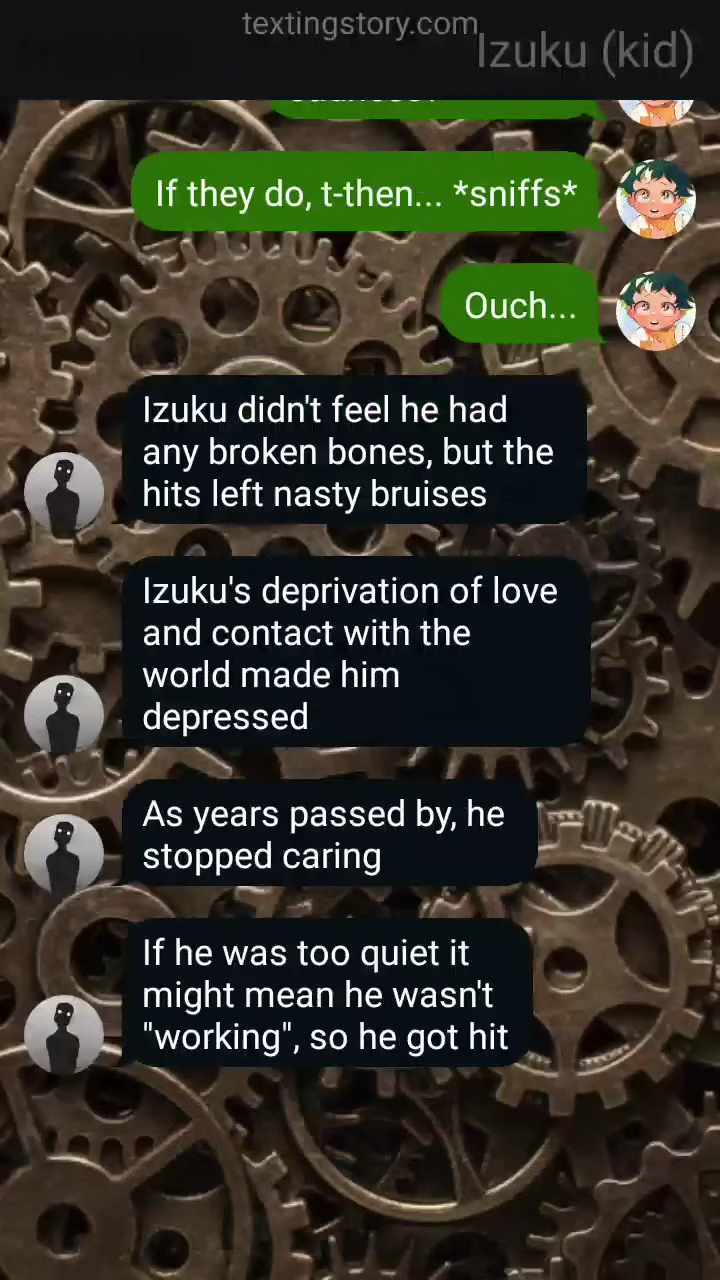 textingstory.com
Izuku (kid)
If they do, t-then... *sniffs*
Ouch...
Izuku didn't feel he had
any broken bones, but the
hits left nasty bruises
Izuku's deprivation of love
and contact with the
world made him
depressed
As years passed by, he
stopped caring
If he was too quiet it
might mean he wasn't
"working", so he got hit